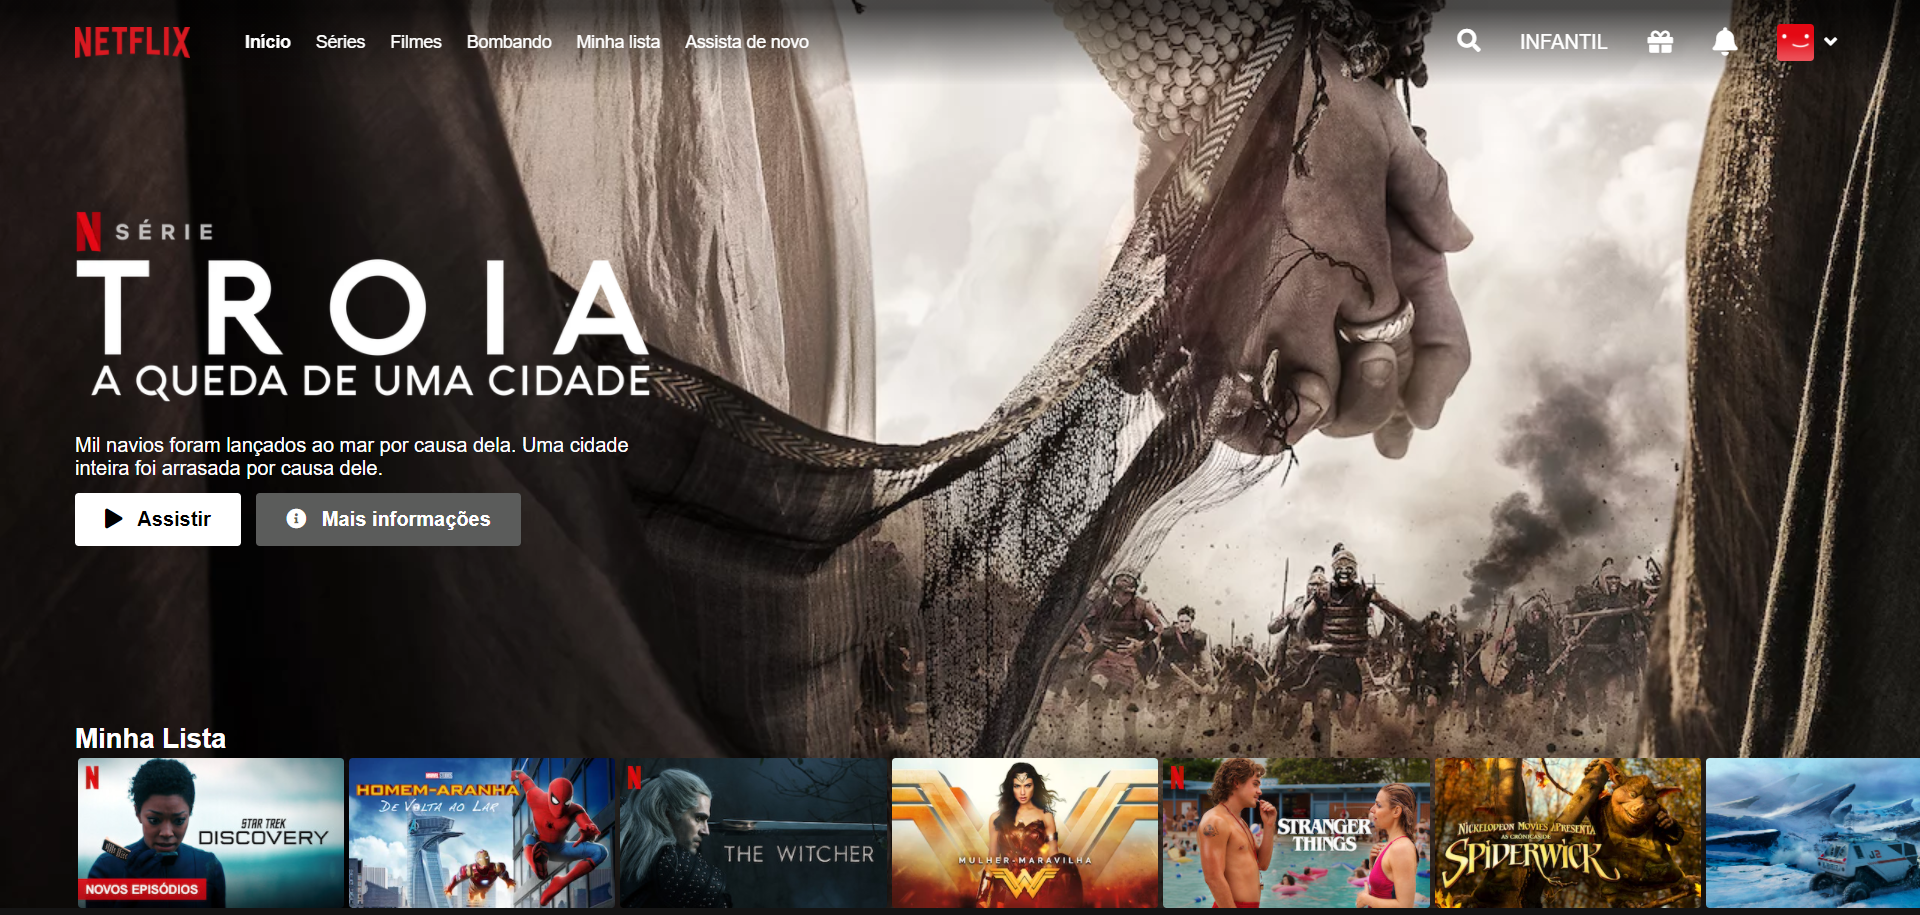 NETFLIX
Início
Séries
Filmes
Bombando
Minha lista
Assista de novo
INFANTIL
N SÉRIE
TROIA
A QUEDA DE UMA CIDADE
Mil navios foram lançados ao mar por causa dela. Uma cidade
inteira foi arrasada por causa dele.
Assistir
Mais informações
Minha Lista
N
STAR TREK
DISCOVERY
NOVOS EPISÓDIOS
MARVEL STUDIOS
HOMEM-ARANHA
DE VOLTA AO LAR
N
THE WITCHER
MULHER-MARAVILHA
N
STRANGER
THINGS
NICKELODEON MOVIES APRESENTA
AS CRÔNICAS DE
SPIDERWICK
J2